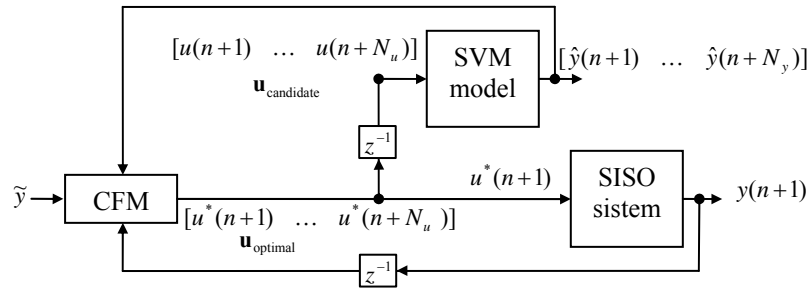 [u(n+1) … u(n+N_u)]
u_candidate
SVM
model
[ŷ(n+1) … ŷ(n+N_y)]
z^{-1}
ỹ
CFM
u^*(n+1)
SISO
sistem
y(n+1)
[u^*(n+1) … u^*(n+N_u)]
u_optimal
z^{-1}